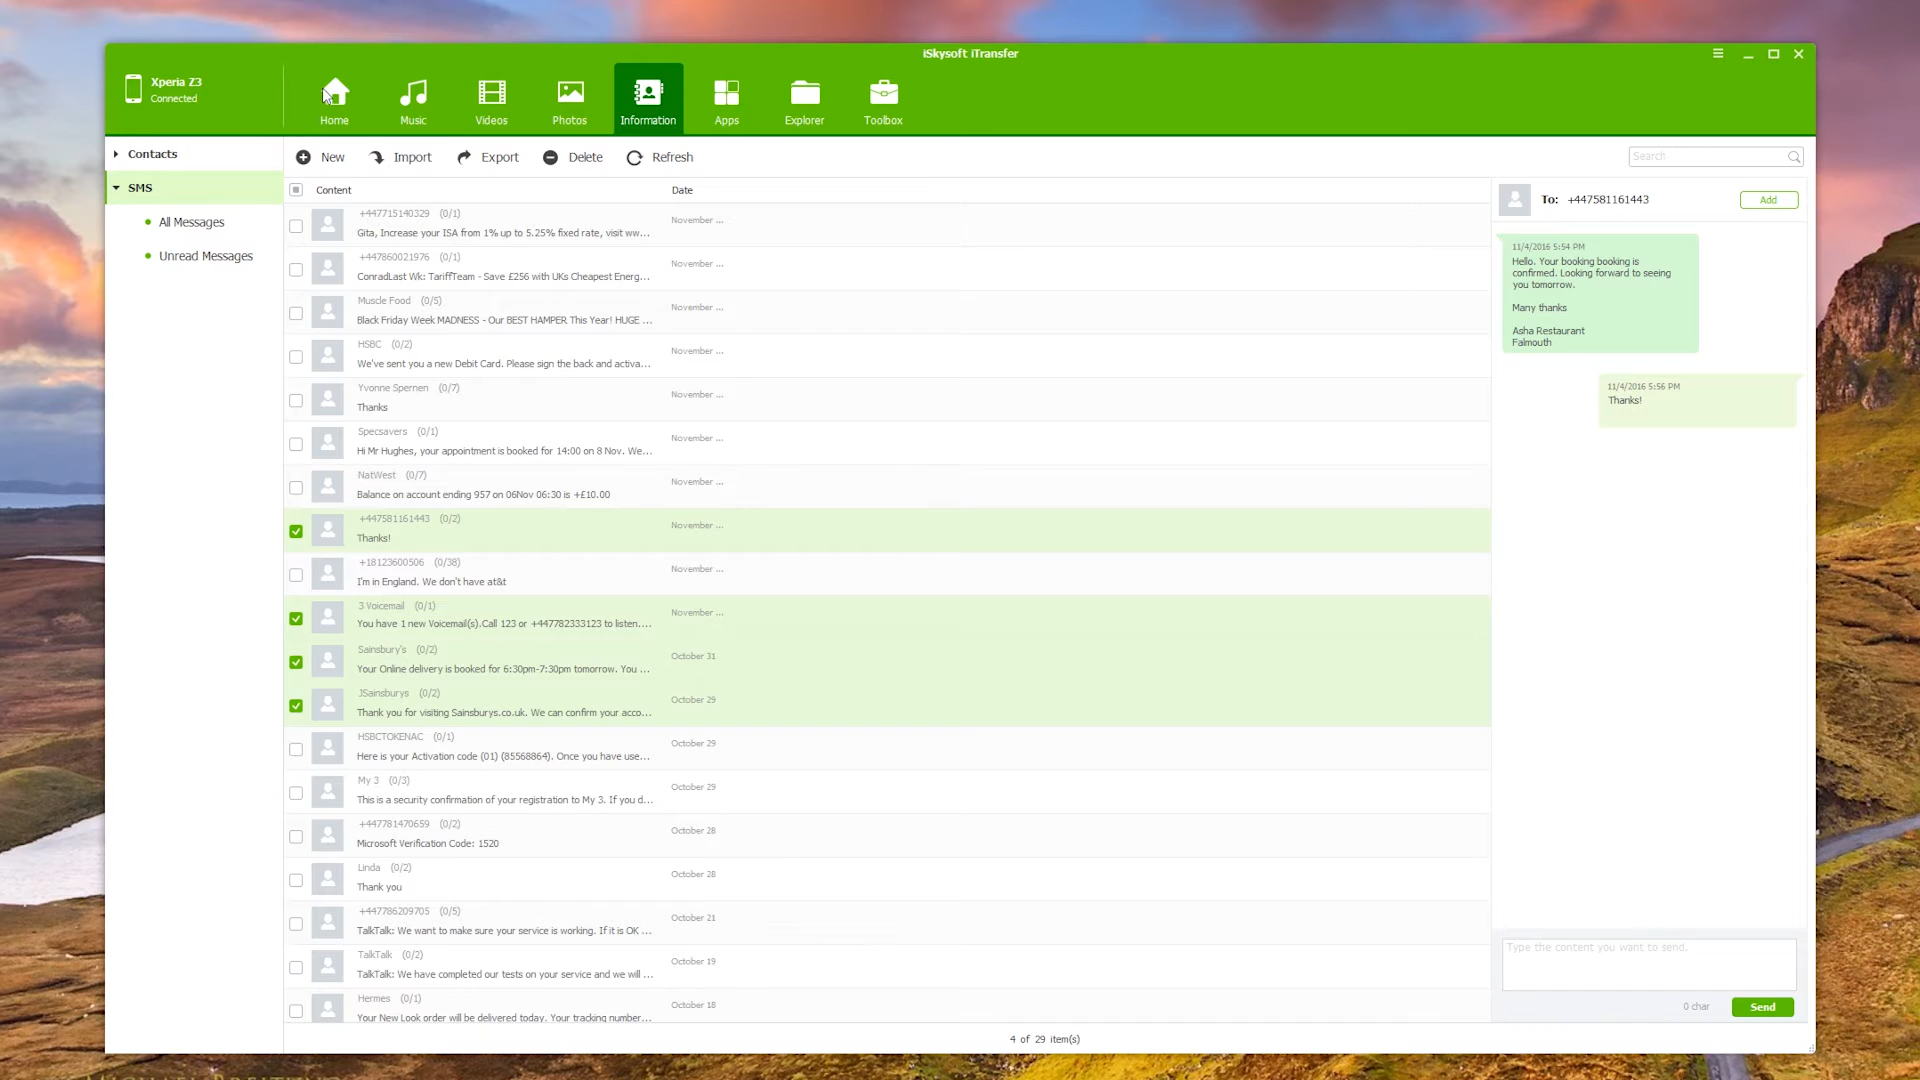 iSkysoft iTransfer
Xperia Z3
Connected
Home
Music
Videos
Photos
Information
Apps
Explorer
Toolbox
Contacts
SMS
All Messages
Unread Messages
New
Import
Export
Delete
Refresh
Search
Content
Date
+447715140329 (0/1)
Gita, Increase your ISA from 1% up to 5.25% fixed rate, visit ww...
November ...
+447860021976 (0/1)
ConradLast Wk: TariffTeam - Save £256 with UKs Cheapest Energ...
November ...
Muscle Food (0/5)
Black Friday Week MADNESS - Our BEST HAMPER This Year! HUGE ...
November ...
HSBC (0/2)
We've sent you a new Debit Card. Please sign the back and activa...
November ...
Yvonne Spernen (0/7)
Thanks
November ...
Specsavers (0/1)
Hi Mr Hughes, your appointment is booked for 14:00 on 8 Nov. We...
November ...
NatWest (0/7)
Balance on account ending 957 on 06Nov 06:30 is +£10.00
November ...
+447581161443 (0/2)
Thanks!
November ...
+18123600506 (0/38)
I'm in England. We don't have at&t
November ...
3 Voicemail (0/1)
You have 1 new Voicemail(s).Call 123 or +447782333123 to listen....
November ...
Sainsbury's (0/2)
Your Online delivery is booked for 6:30pm-7:30pm tomorrow. You ...
October 31
JSainsburys (0/2)
Thank you for visiting Sainsburys.co.uk. We can confirm your acco...
October 29
HSBCTOKENAC (0/1)
Here is your Activation code (01) (85568864). Once you have use...
October 29
My 3 (0/3)
This is a security confirmation of your registration to My 3. If you d...
October 29
+447781470659 (0/2)
Microsoft Verification Code: 1520
October 28
Linda (0/2)
Thank you
October 28
+447786209705 (0/5)
TalkTalk: We want to make sure your service is working. If it is OK ...
October 21
TalkTalk (0/2)
TalkTalk: We have completed our tests on your service and we will ...
October 19
Hermes (0/1)
Your New Look order will be delivered today. Your tracking number...
October 18
4 of 29 item(s)
To: +447581161443
Add
11/4/2016 5:54 PM
Hello. Your booking booking is
confirmed. Looking forward to seeing
you tomorrow.
Many thanks
Asha Restaurant
Falmouth
11/4/2016 5:56 PM
Thanks!
Type the content you want to send.
0 char
Send